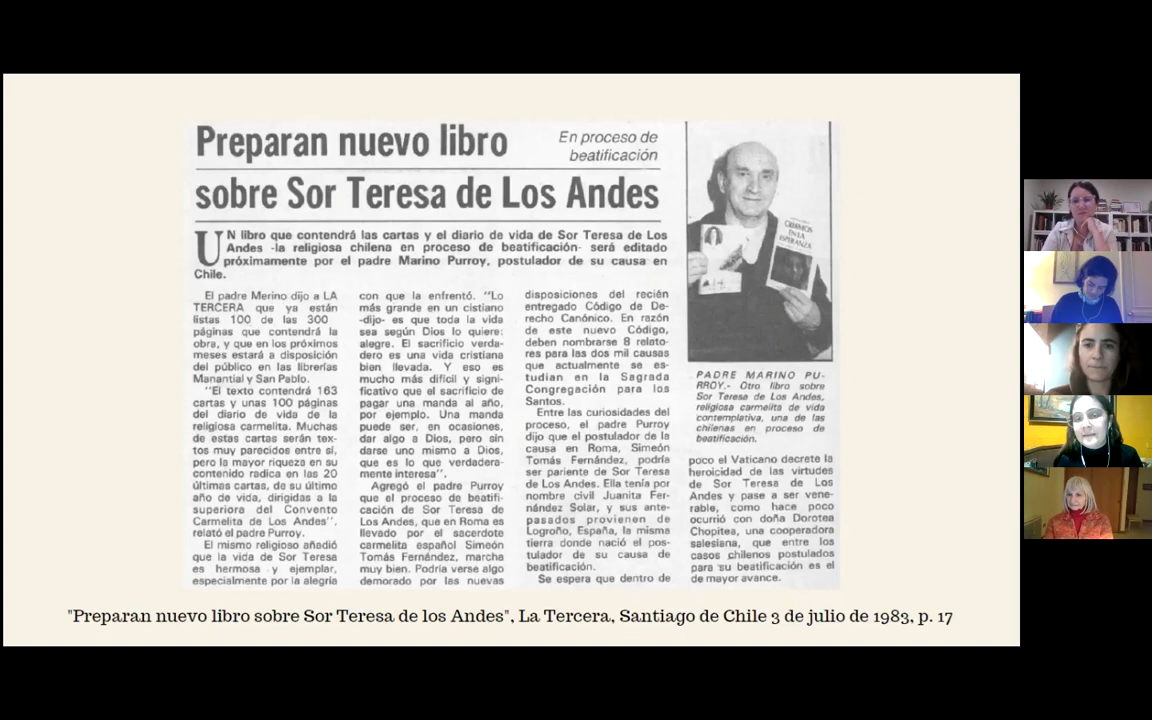 Preparan nuevo libro
En proceso de
beatificación
sobre Sor Teresa de Los Andes
UN libro que contendrá las cartas y el diario de vida de Sor Teresa de Los
Andes -la religiosa chilena en proceso de beatificación- será editado
próximamente por el padre Marino Purroy, postulador de su causa en
Chile.
El padre Merino dijo a LA
TERCERA que ya están
listas 100 de las 300
páginas que contendrá la
obra, y que en los próximos
meses estará a disposición
del público en las librerías
Manantial y San Pablo.
"El texto contendrá 163
cartas y unas 100 páginas
del diario de vida de la
religiosa carmelita. Muchas
de estas cartas serán tex-
tos muy parecidos entre sí,
pero la mayor riqueza en su
contenido radica en las 20
últimas cartas, de su último
año de vida, dirigidas a la
superiora del Convento
Carmelita de Los Andes",
relató el padre Purroy.
El mismo religioso añadió
que la vida de Sor Teresa
es hermosa y ejemplar,
especialmente por la alegría
con que la enfrentó. "Lo
más grande en un cistiano
-dijo- es que toda la vida
sea según Dios lo quiere:
alegre. El sacrificio verda-
dero es una vida cristiana
bien llevada. Y eso es
mucho más difícil y signi-
ficativo que el sacrificio de
pagar una manda al año,
por ejemplo. Una manda
puede ser, en ocasiones,
dar algo a Dios, pero sin
darse uno mismo a Dios,
que es lo que verdadera-
mente interesa".
Agregó el padre Purroy
que el proceso de beatifi-
cación de Sor Teresa de
Los Andes, que en Roma es
llevado por el sacerdote
carmelita español Simeón
Tomás Fernández, marcha
muy bien. Podría verse algo
demorado por las nuevas
disposiciones del recién
entregado Código de De-
recho Canónico. En razón
de este nuevo Código,
deben nombrarse 8 relato-
res para las dos mil causas
que actualmente se es-
tudian en la Sagrada
Congregación para los
Santos.
Entre las curiosidades del
proceso, el padre Purroy
dijo que el postulador de la
causa en Roma, Simeón
Tomás Fernández, podría
ser pariente de Sor Teresa
de Los Andes. Ella tenía por
nombre civil Juanita Fer-
nández Solar, y sus ante-
pasados provienen de
Logroño, España, la misma
tierra donde nació el pos-
tulador de su causa de
beatificación.
Se espera que dentro de
CREEMOS
EN LA
ESPERANZA
PADRE MARINO PU-
RROY.- Otro libro sobre
Sor Teresa de Los Andes,
religiosa carmelita de vida
contemplativa, una de las
chilenas en proceso de
beatificación.
poco el Vaticano decrete la
heroicidad de las virtudes
de Sor Teresa de Los
Andes y pase a ser vene-
rable, como hace poco
ocurrió con doña Dorotea
Chopitea, una cooperadora
salesiana, que entre los
casos chilenos postulados
para su beatificación es el
de mayor avance.
"Preparan nuevo libro sobre Sor Teresa de los Andes", La Tercera, Santiago de Chile 3 de julio de 1983, p. 17